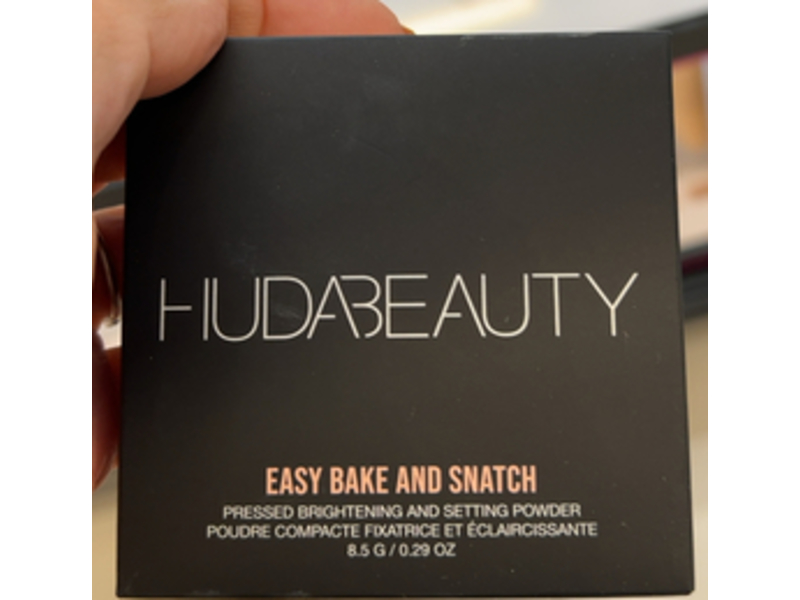 HUDABEAUTY
EASY BAKE AND SNATCH
PRESSED BRIGHTENING AND SETTING POWDER
POUDRE COMPACTE FIXATRICE ET ÉCLAIRCISSANTE
8.5 G / 0.29 OZ